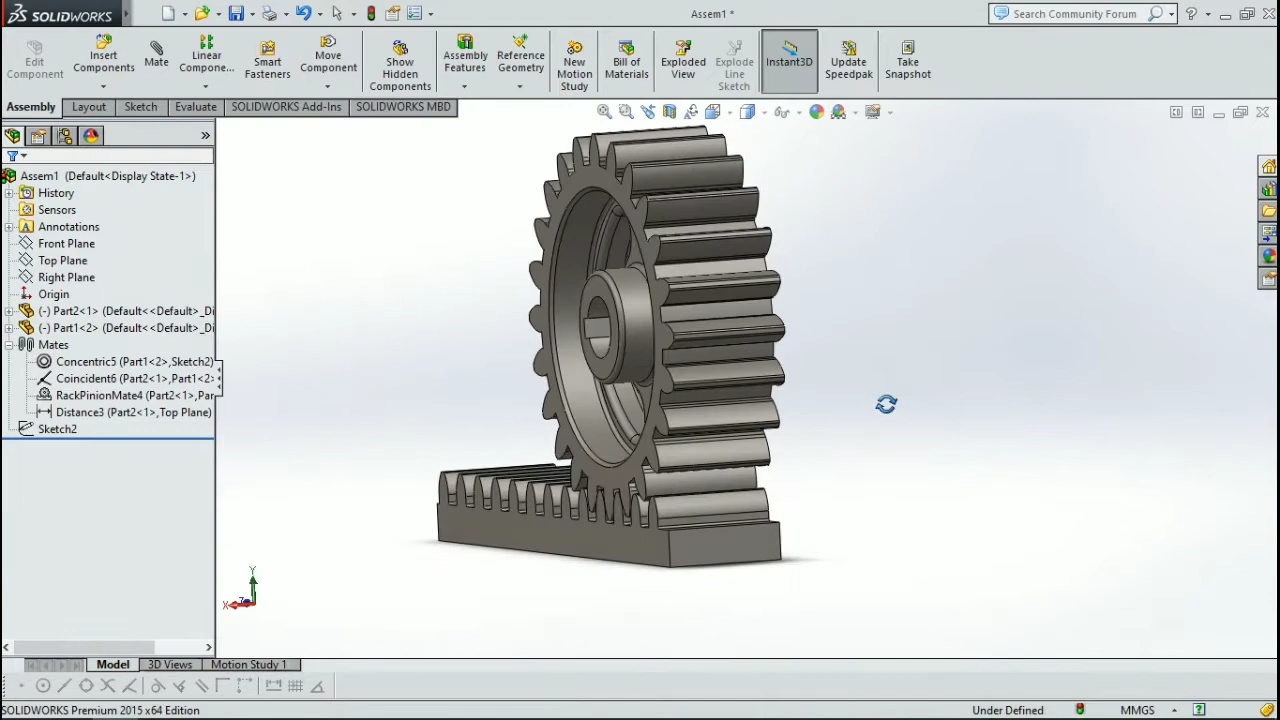 SOLIDWORKS
Assem1 *
Search Community Forum
Edit
Component
Insert
Components
Mate
Linear
Compone...
Smart
Fasteners
Move
Component
Show
Hidden
Components
Assembly
Features
Reference
Geometry
New
Motion
Study
Bill of
Materials
Exploded
View
Explode
Line
Sketch
Instant3D
Update
Speedpak
Take
Snapshot
Assembly
Layout
Sketch
Evaluate
SOLIDWORKS Add-Ins
SOLIDWORKS MBD
Assem1 (Default<Display State-1>)
History
Sensors
Annotations
Front Plane
Top Plane
Right Plane
Origin
(-) Part2<1> (Default<<Default>_Di
(-) Part1<2> (Default<<Default>_Di
Mates
Concentric5 (Part1<2>,Sketch2)
Coincident6 (Part2<1>,Part1<2>
RackPinionMate4 (Part2<1>,Par
Distance3 (Part2<1>,Top Plane)
Sketch2
Y
X
Z
Model
3D Views
Motion Study 1
SOLIDWORKS Premium 2015 x64 Edition
Under Defined
MMGS